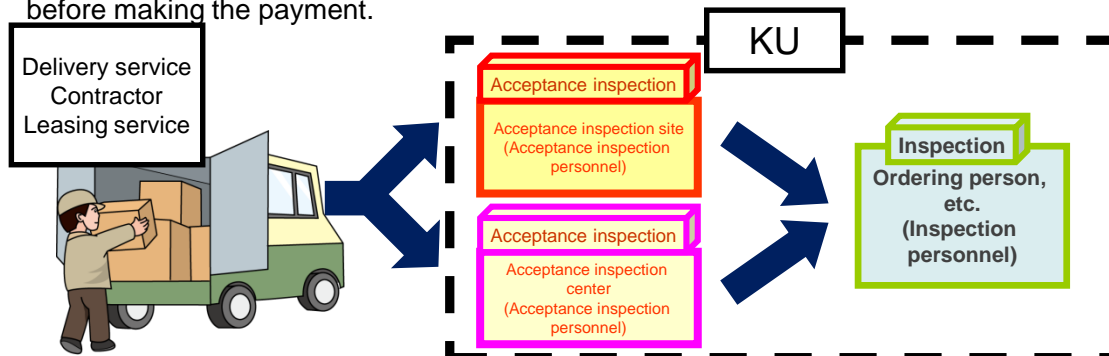 before making the payment.
Delivery service
Contractor
Leasing service
KU
Acceptance inspection
Acceptance inspection site
(Acceptance inspection
personnel)
Acceptance inspection
Acceptance inspection
center
(Acceptance inspection
personnel)
Inspection
Ordering person,
etc.
(Inspection
personnel)